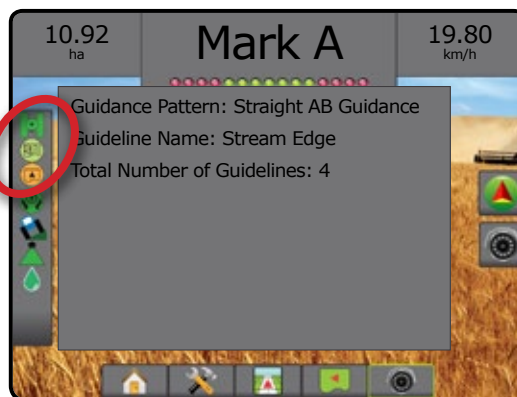 10.92
ha
Mark A
19.80
km/h
Guidance Pattern: Straight AB Guidance
Guideline Name: Stream Edge
Total Number of Guidelines: 4